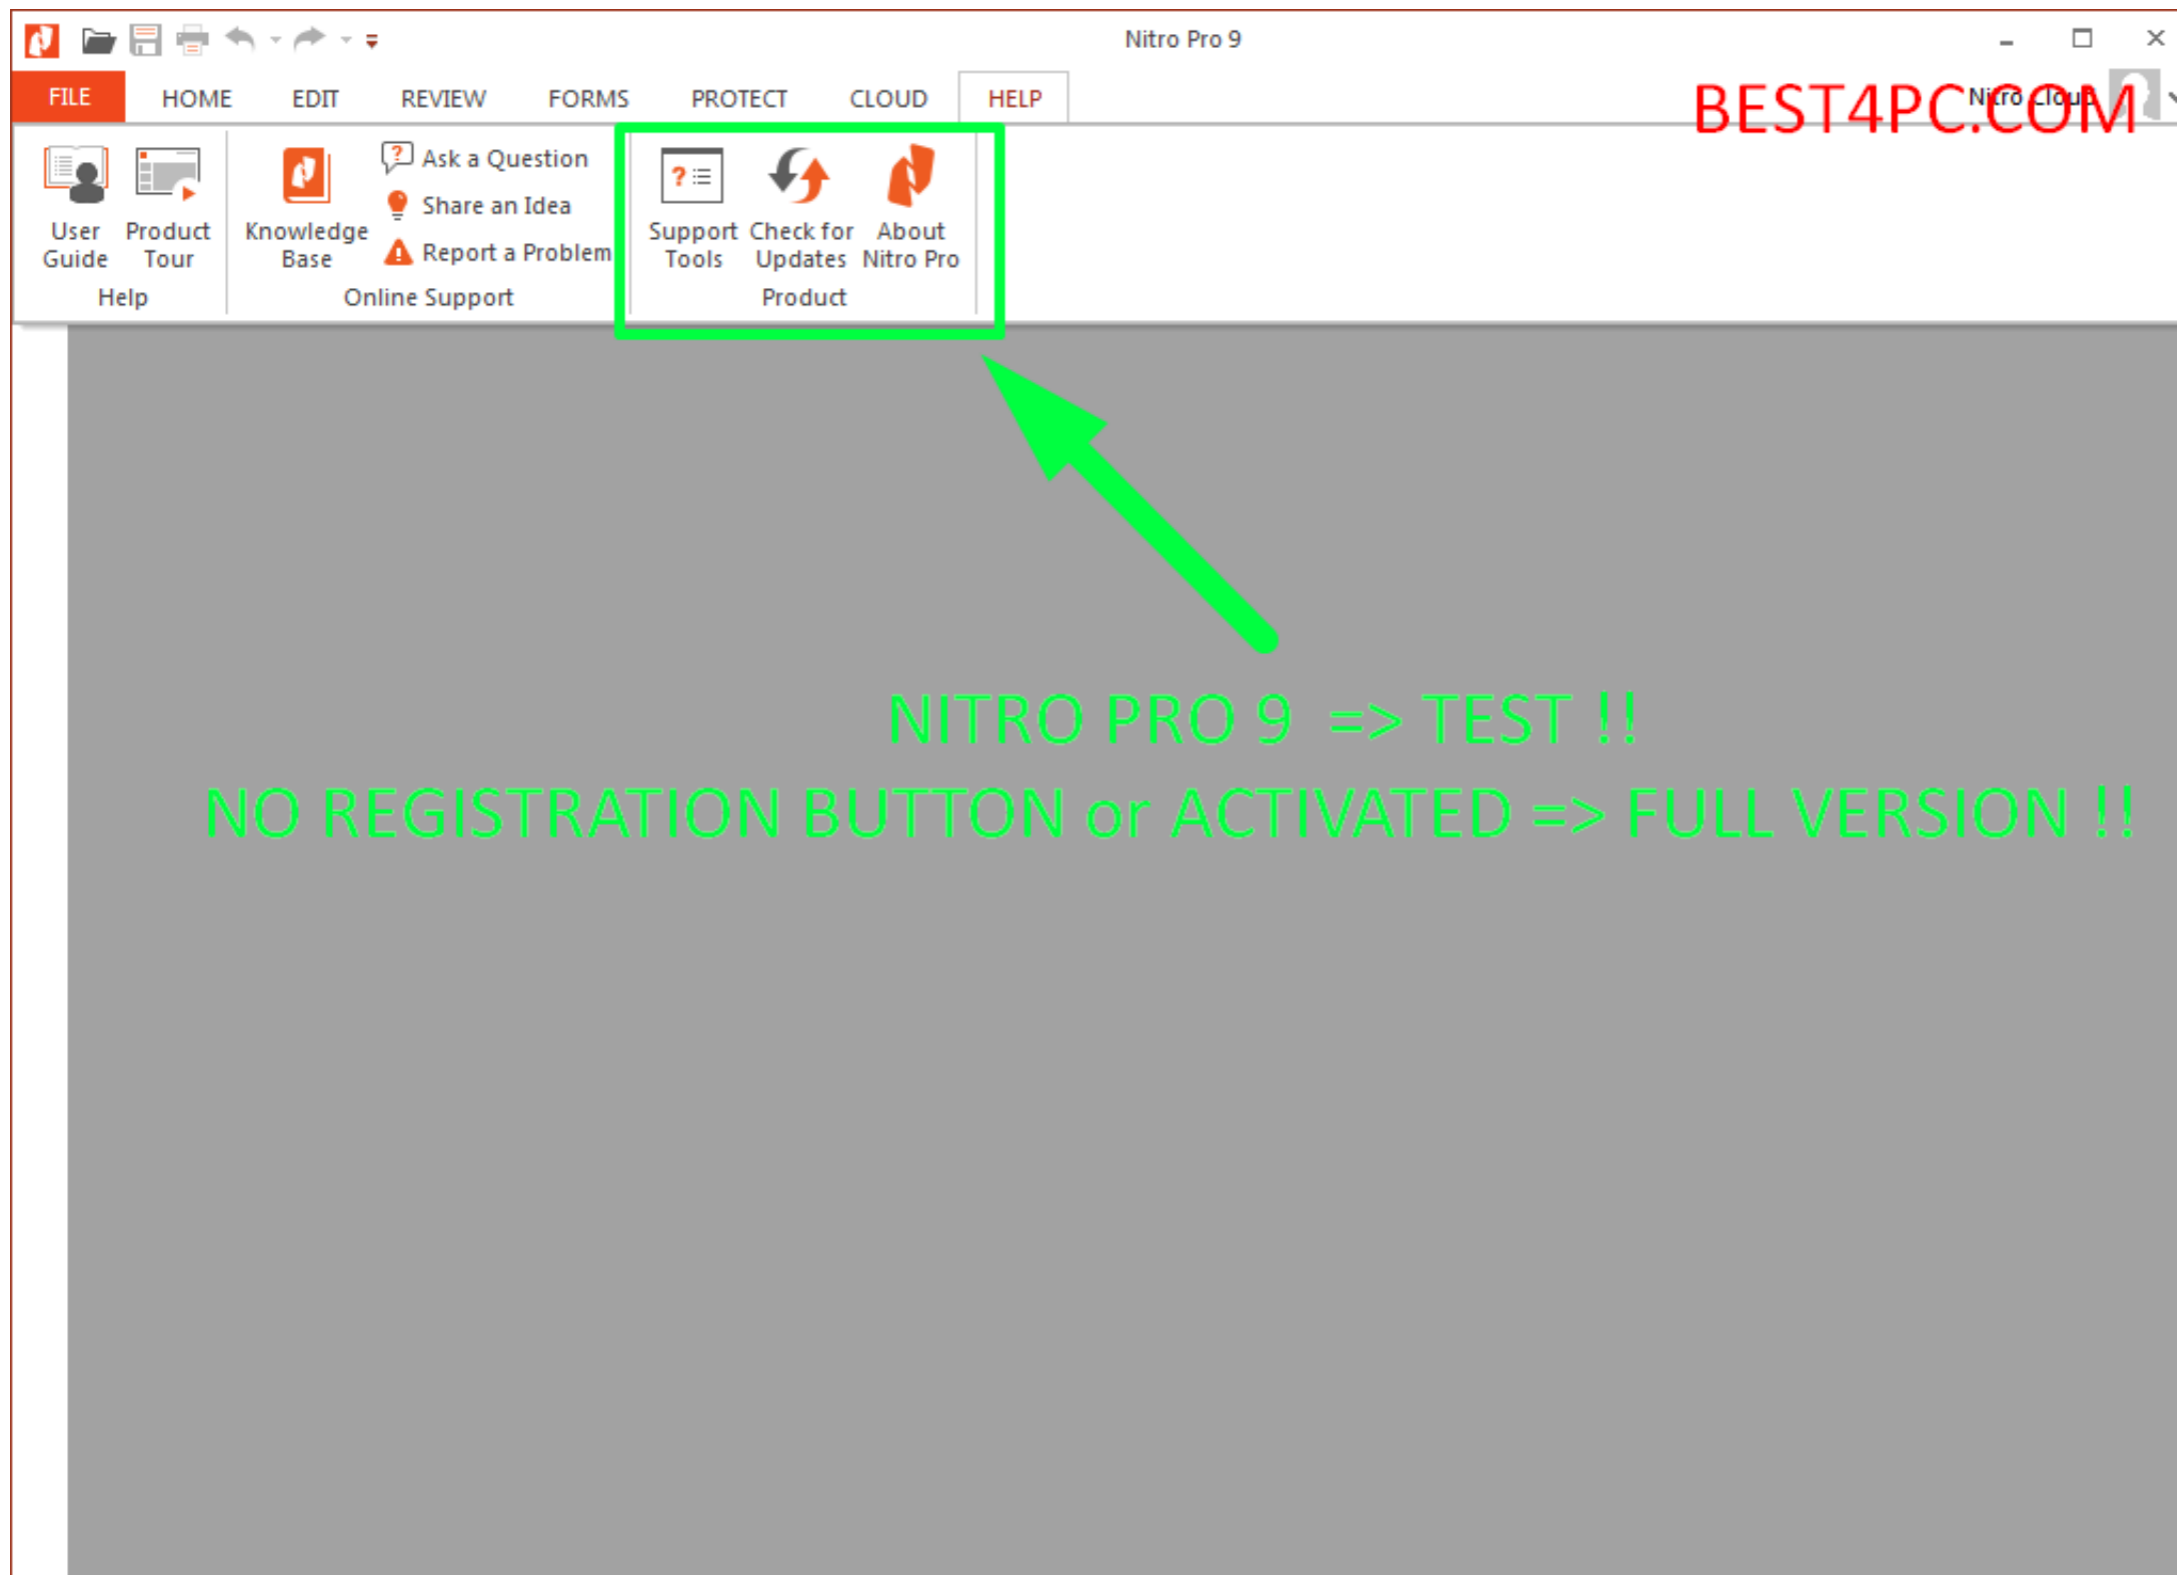 Nitro Pro 9
FILE HOME EDIT REVIEW FORMS PROTECT CLOUD HELP Nitro Cloud
BEST4PC.COM
User Guide
Product Tour
Help
Knowledge Base
Ask a Question
Share an Idea
Report a Problem
Online Support
Support Tools
Check for Updates
About Nitro Pro
Product
NITRO PRO 9 => TEST !!
NO REGISTRATION BUTTON or ACTIVATED => FULL VERSION !!